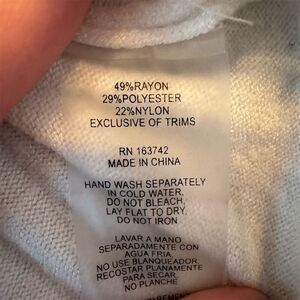 49%RAYON
29%POLYESTER
22%NYLON
EXCLUSIVE OF TRIMS
RN 163742
MADE IN CHINA
HAND WASH SEPARATELY
IN COLD WATER.
DO NOT BLEACH.
LAY FLAT TO DRY.
DO NOT IRON
LAVAR A MANO
SEPARADAMENTE CON
AGUA FRIA.
NO USE BLANQUEADOR.
RECOSTAR PLANAMENTE
PARA SECAR.
NO PLANCHE